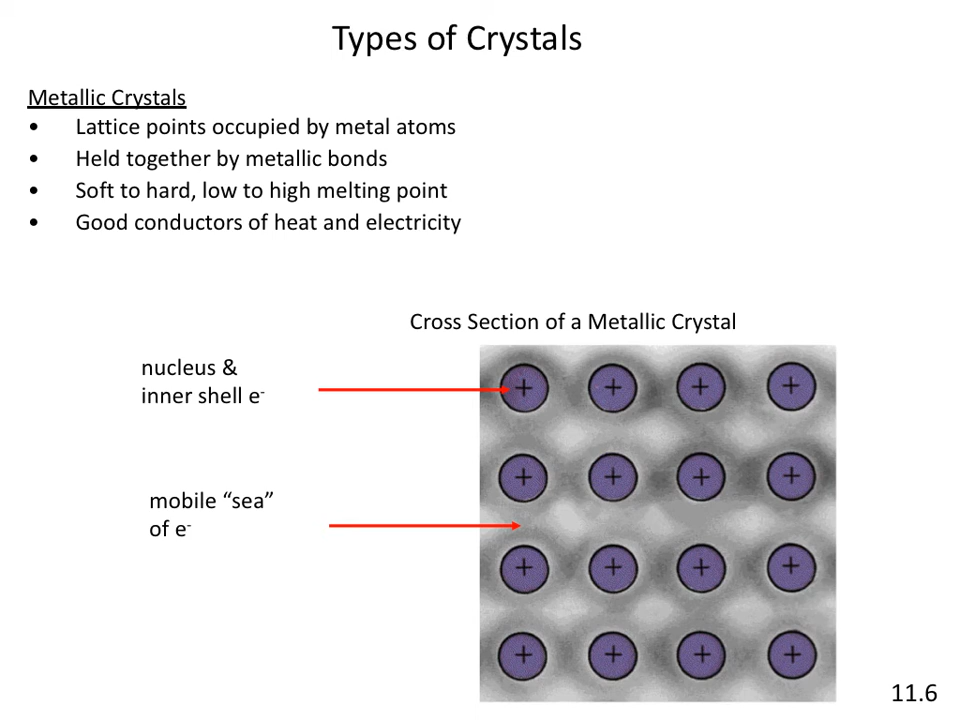 Types of Crystals
Metallic Crystals
• Lattice points occupied by metal atoms
• Held together by metallic bonds
• Soft to hard, low to high melting point
• Good conductors of heat and electricity
Cross Section of a Metallic Crystal
nucleus &
inner shell e⁻
mobile “sea”
of e⁻
+ + + +
+ + + +
+ + + +
+ + + +
11.6